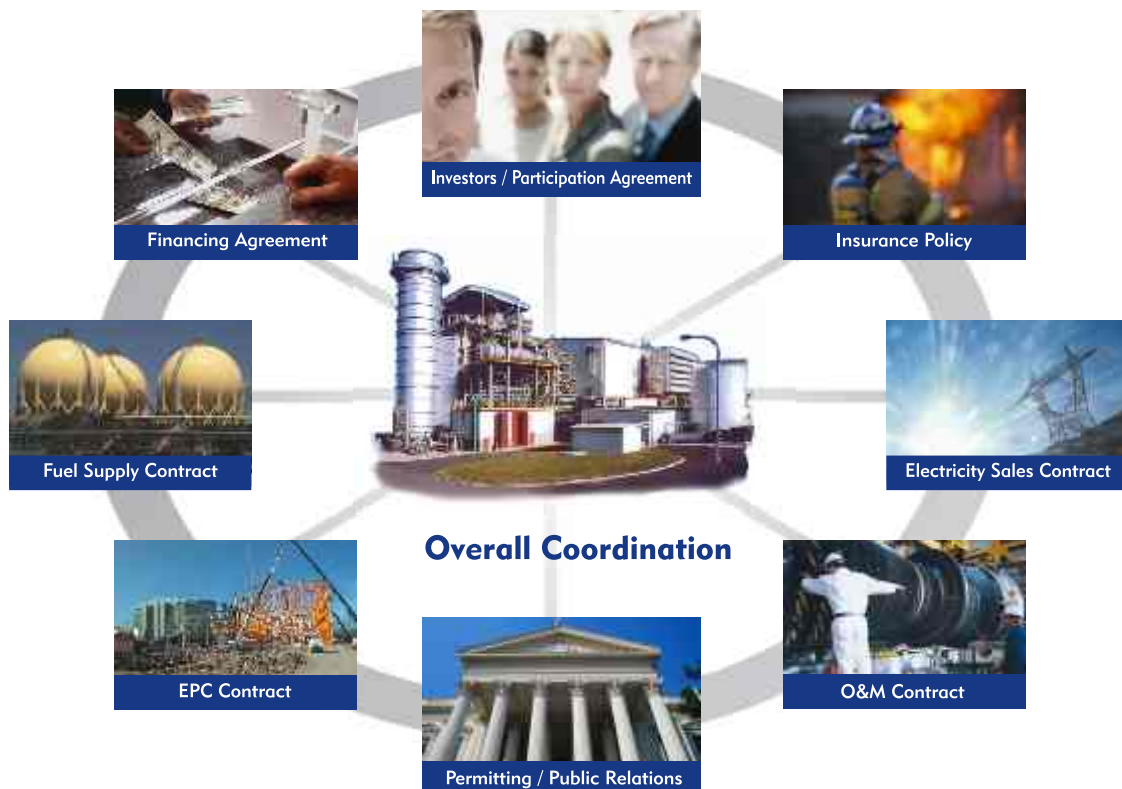 Investors / Participation Agreement
Financing Agreement
Insurance Policy
Fuel Supply Contract
Electricity Sales Contract
Overall Coordination
EPC Contract
O&M Contract
Permitting / Public Relations